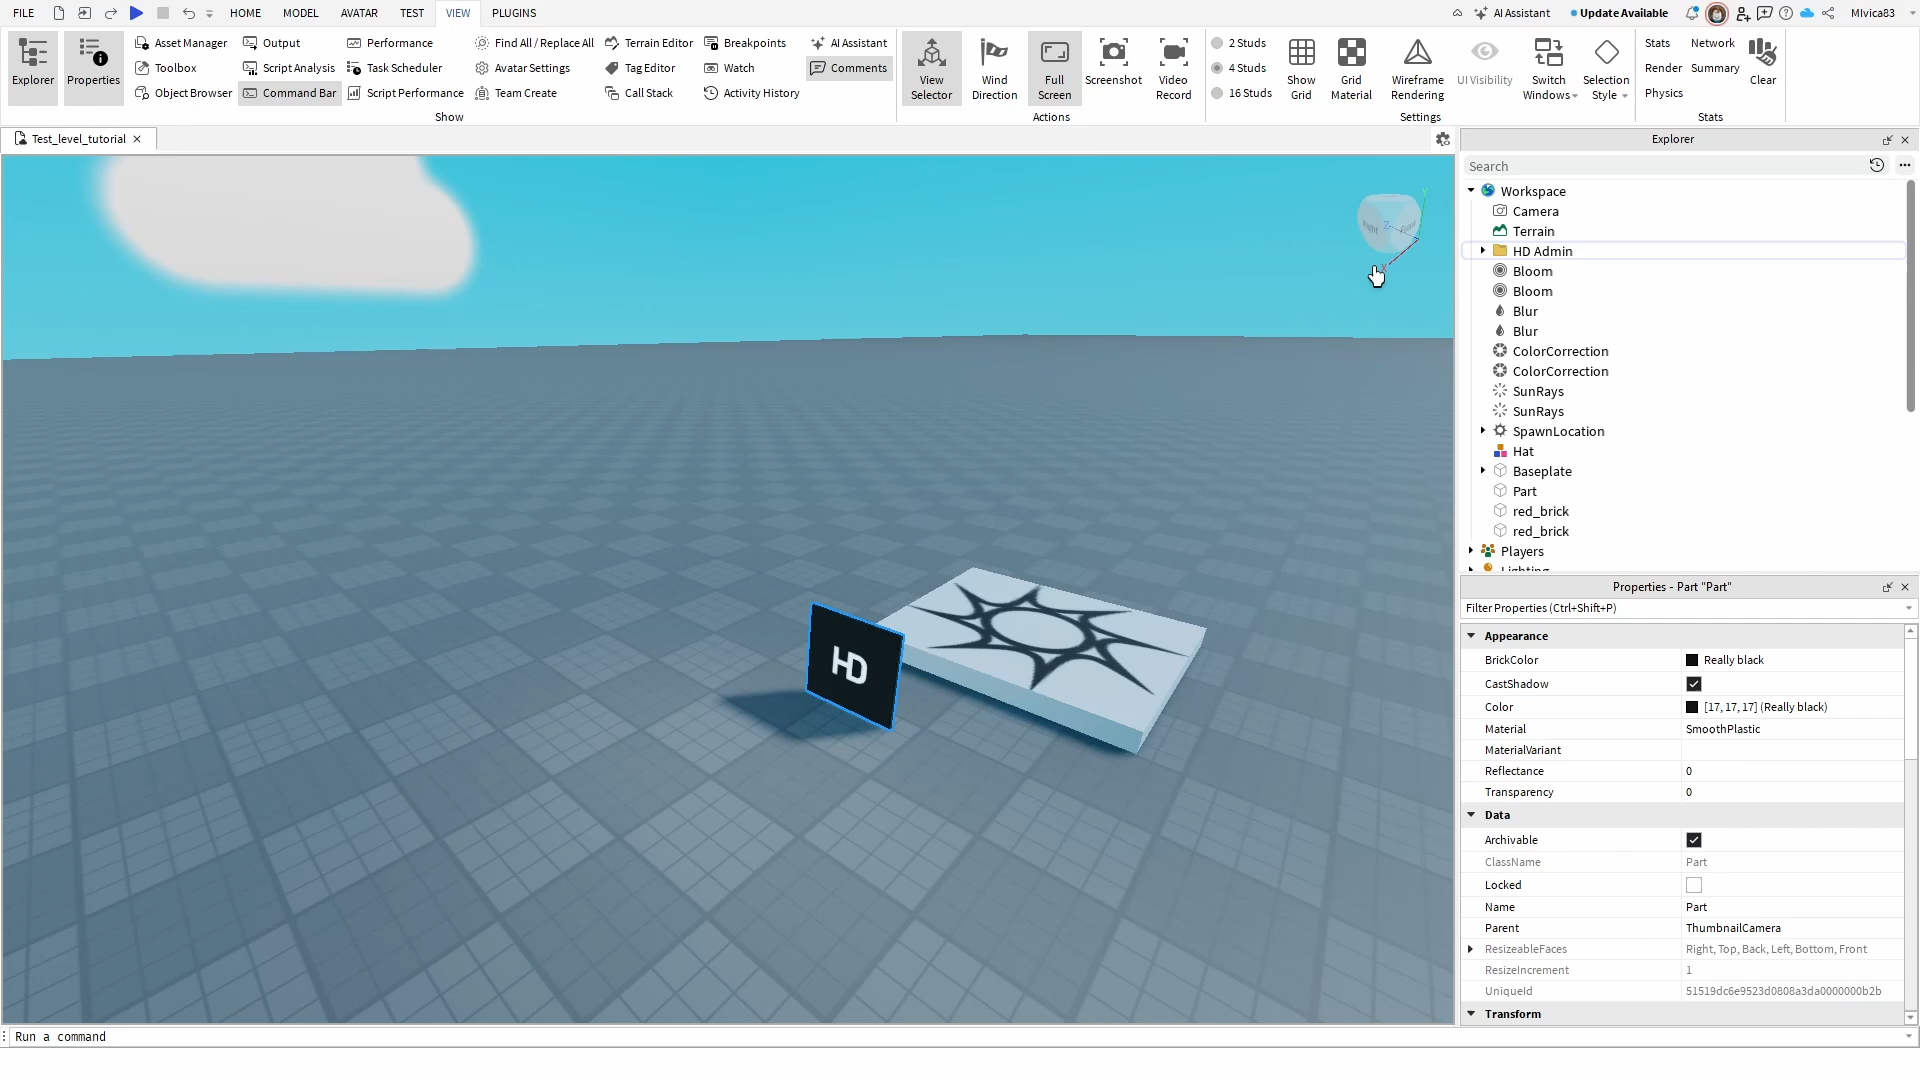 FILE HOME MODEL AVATAR TEST VIEW PLUGINS AI Assistant Update Available MIvica83
Explorer
Properties
Asset Manager
Toolbox
Object Browser
Output
Script Analysis
Command Bar
Performance
Task Scheduler
Script Performance
Find All / Replace All
Avatar Settings
Team Create
Terrain Editor
Tag Editor
Call Stack
Breakpoints
Watch
Activity History
AI Assistant
Comments
Show
View
Selector
Wind
Direction
Full
Screen
Screenshot
Video
Record
Actions
2 Studs
4 Studs
16 Studs
Show
Grid
Grid
Material
Wireframe
Rendering
UI Visibility
Switch
Windows
Selection
Style
Settings
Stats
Render
Physics
Network
Summary
Clear
Stats
Test_level_tutorial
Y
Right
Z
X
HD
Explorer
Search
Workspace
Camera
Terrain
HD Admin
Bloom
Bloom
Blur
Blur
ColorCorrection
ColorCorrection
SunRays
SunRays
SpawnLocation
Hat
Baseplate
Part
red_brick
red_brick
Players
Lighting
Properties - Part "Part"
Filter Properties (Ctrl+Shift+P)
Appearance
BrickColor Really black
CastShadow
Color [17, 17, 17] (Really black)
Material SmoothPlastic
MaterialVariant
Reflectance 0
Transparency 0
Data
Archivable
ClassName Part
Locked
Name Part
Parent ThumbnailCamera
ResizeableFaces Right, Top, Back, Left, Bottom, Front
ResizeIncrement 1
UniqueId 51519dc6e9523d0808a3da0000000b2b
Transform
Run a command